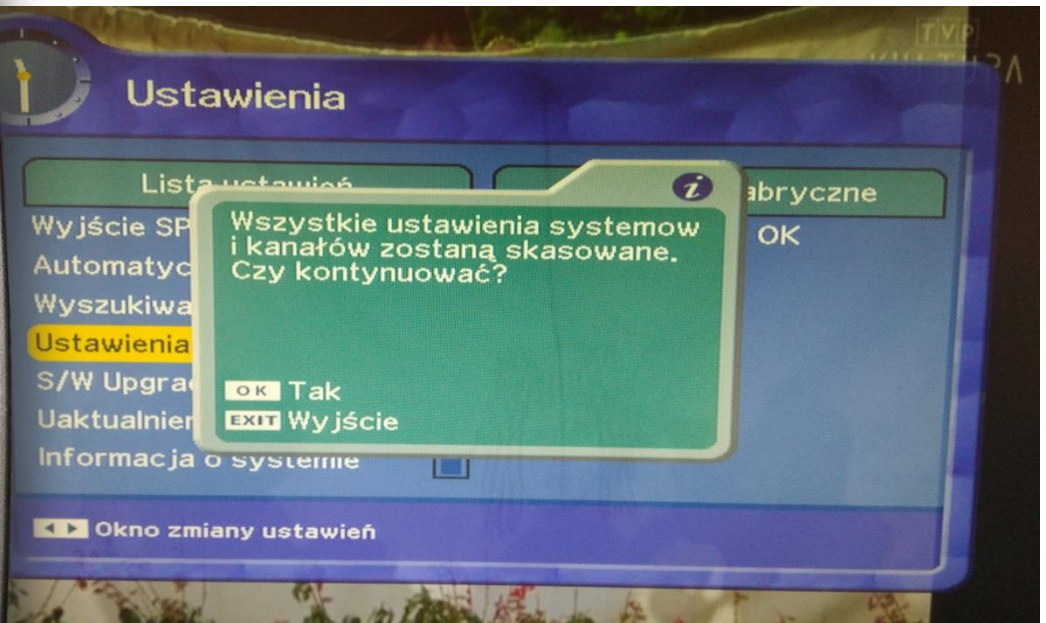 TVP
KULTURA
Ustawienia
Lista ustawień
abryczne
Wyjście SP
OK
Automatyc
Wyszukiwa
Ustawienia
S/W Upgra
Uaktualnier
Informacja o systemie
i
Wszystkie ustawienia systemow
i kanałów zostaną skasowane.
Czy kontynuować?
OK Tak
EXIT Wyjście
Okno zmiany ustawień